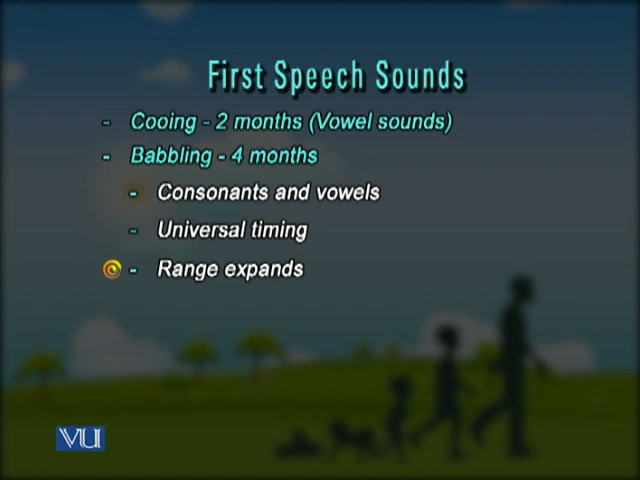 First Speech Sounds
- Cooing - 2 months (Vowel sounds)
- Babbling - 4 months
- Consonants and vowels
- Universal timing
- Range expands
VU